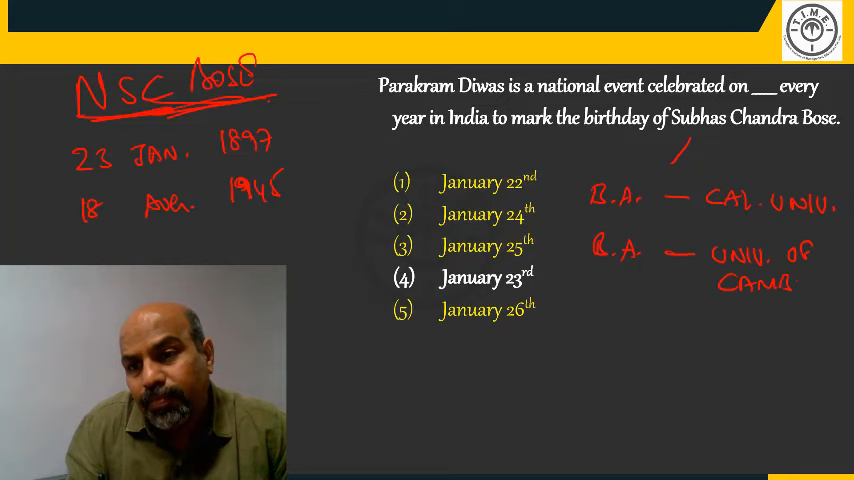 T.I.M.E.
NSC BOSE
23 JAN. 1897
18 AUG. 1945
Parakram Diwas is a national event celebrated on ___ every
year in India to mark the birthday of Subhas Chandra Bose.
(1) January 22nd
(2) January 24th
(3) January 25th
(4) January 23rd
(5) January 26th
B.A. — CAL. UNIV.
B.A. — UNIV. OF
CAMB.